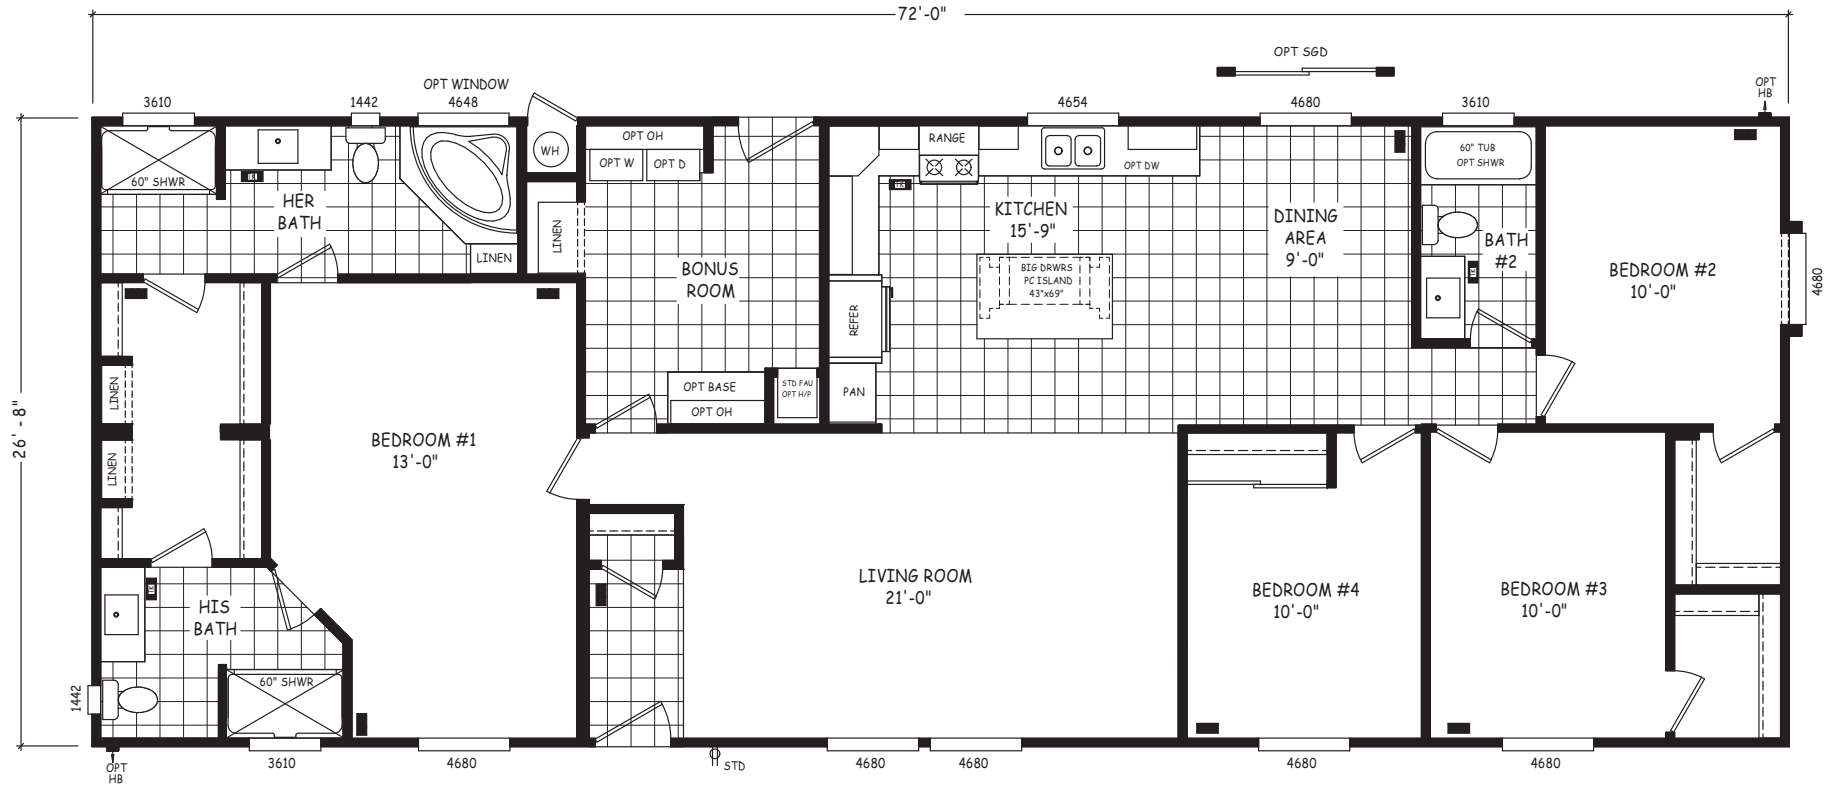 72'-0"
OPT SGD
OPT
HB
OPT WINDOW
3610
1442
4648
4654
4680
3610
60" SHWR
WH
OPT OH
OPT W
OPT D
RANGE
OPT DW
60" TUB
OPT SHWR
HER
BATH
LINEN
LINEN
BONUS
ROOM
KITCHEN
15'-9"
DINING
AREA
9'-0"
BATH
#2
BEDROOM #2
10'-0"
4680
BIG DRWRS
PC ISLAND
43"x69"
REFER
PAN
LINEN
LINEN
OPT BASE
OPT OH
STD FAU
OPT H/P
26'-8"
BEDROOM #1
13'-0"
LIVING ROOM
21'-0"
BEDROOM #4
10'-0"
BEDROOM #3
10'-0"
HIS
BATH
60" SHWR
1442
OPT
HB
3610
4680
STD
4680
4680
4680
4680